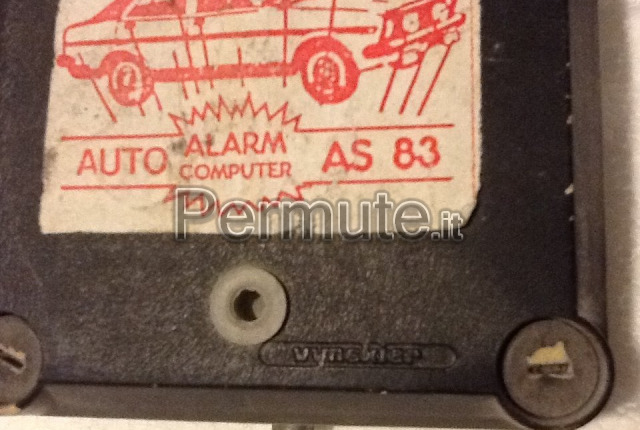 AUTO ALARM COMPUTER AS 83
Permute.it